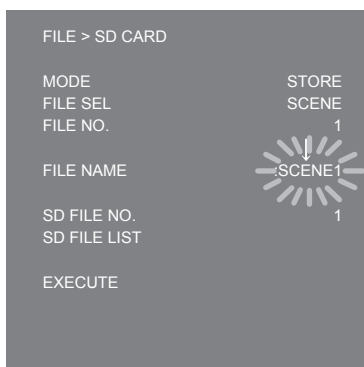 FILE > SD CARD
MODE STORE
FILE SEL SCENE
FILE NO. 1
↓
FILE NAME :SCENE1
SD FILE NO. 1
SD FILE LIST
EXECUTE